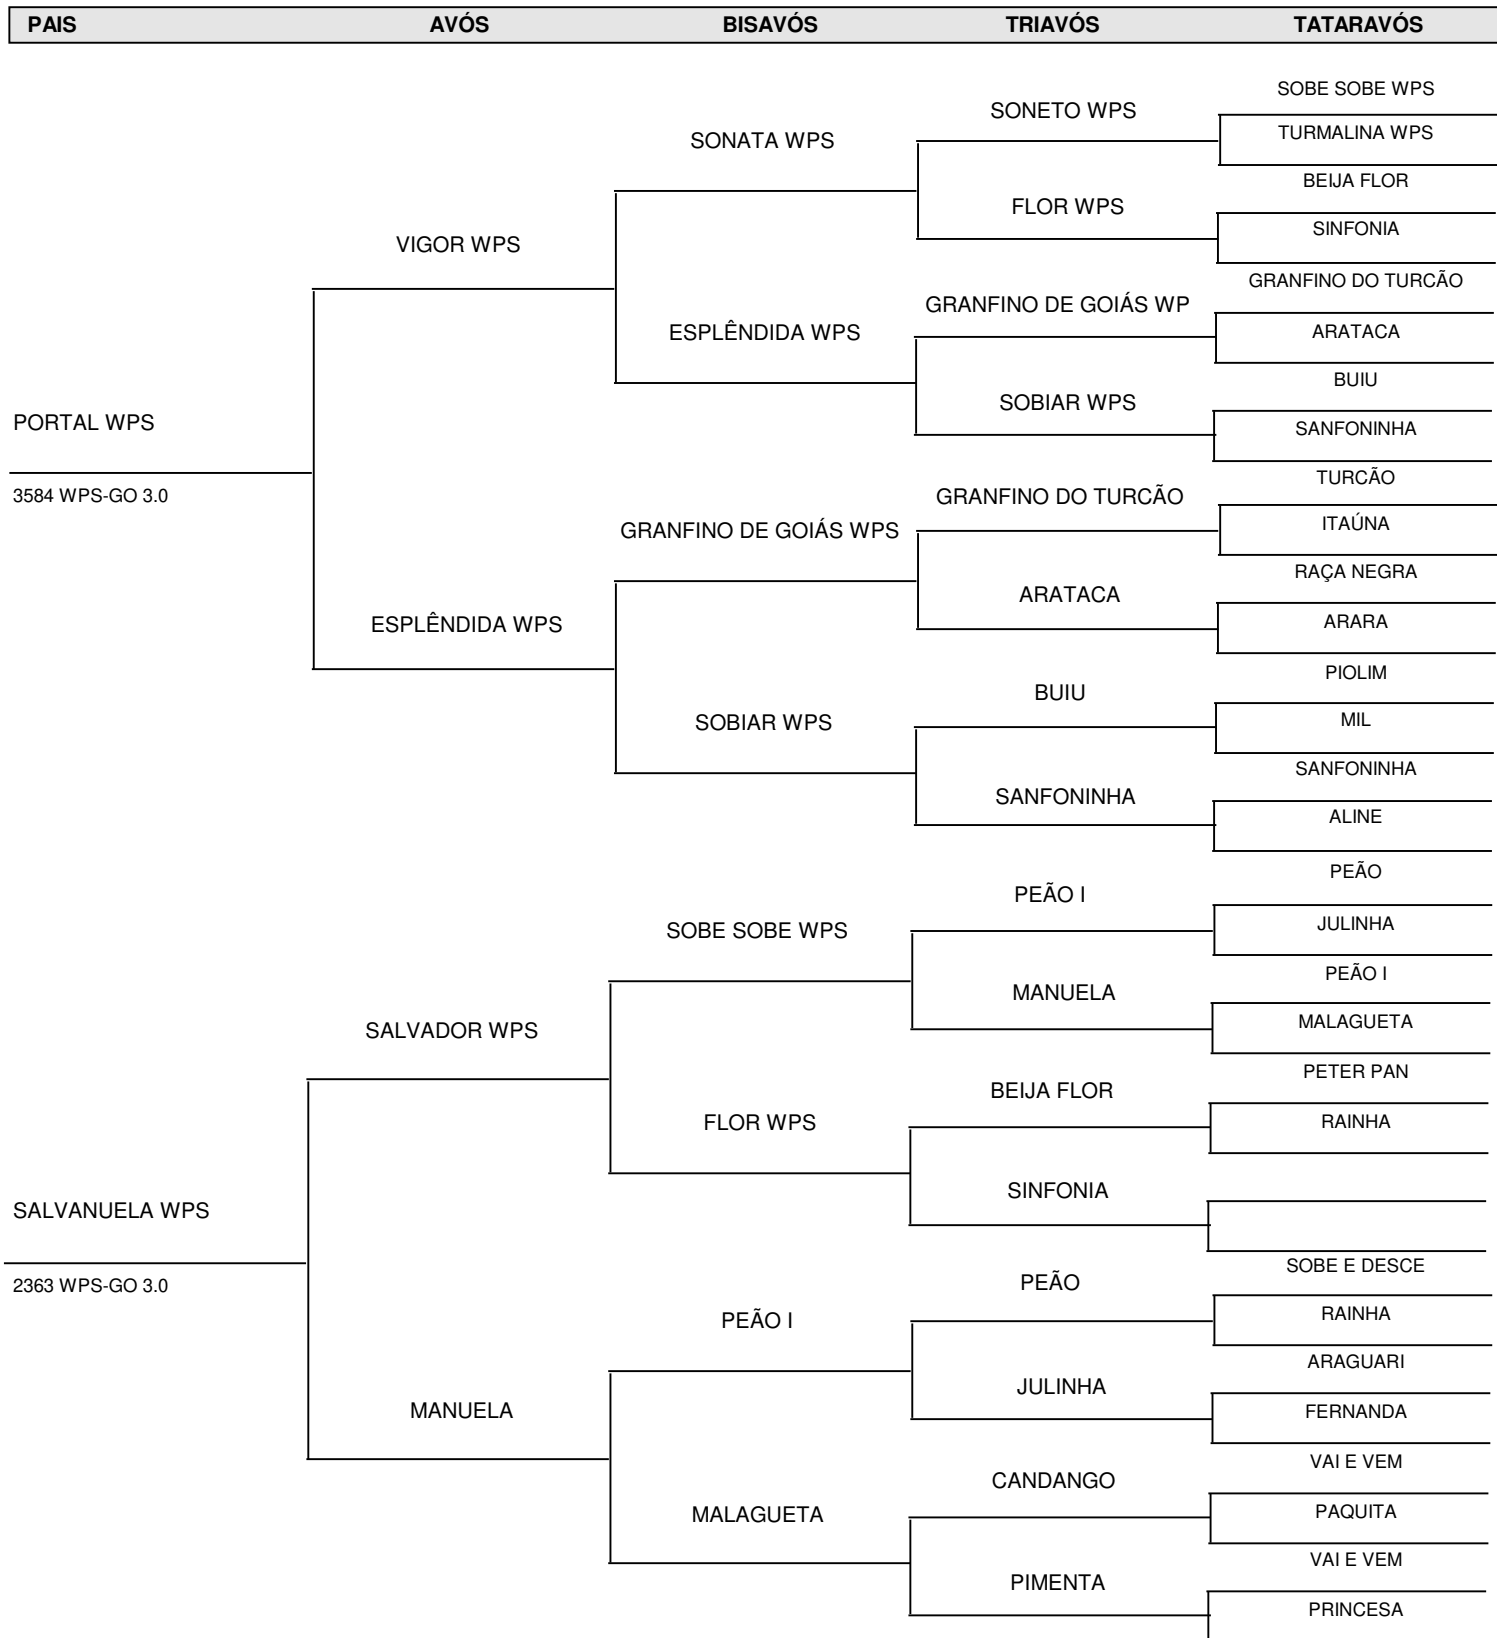 PAIS AVÓS BISAVÓS TRIAVÓS TATARAVÓS
SOBE SOBE WPS
SONETO WPS
TURMALINA WPS
SONATA WPS
BEIJA FLOR
FLOR WPS
SINFONIA
VIGOR WPS
GRANFINO DO TURCÃO
GRANFINO DE GOIÁS WP
ARATACA
ESPLÊNDIDA WPS
BUIU
SOBIAR WPS
SANFONINHA
PORTAL WPS
3584 WPS-GO 3.0
TURCÃO
GRANFINO DO TURCÃO
ITAÚNA
GRANFINO DE GOIÁS WPS
RAÇA NEGRA
ARATACA
ARARA
ESPLÊNDIDA WPS
PIOLIM
BUIU
MIL
SOBIAR WPS
SANFONINHA
SANFONINHA
ALINE
PEÃO
PEÃO I
JULINHA
SOBE SOBE WPS
PEÃO I
MANUELA
MALAGUETA
SALVADOR WPS
PETER PAN
BEIJA FLOR
RAINHA
FLOR WPS
SINFONIA
SALVANUELA WPS
2363 WPS-GO 3.0
SOBE E DESCE
PEÃO
RAINHA
PEÃO I
ARAGUARI
JULINHA
FERNANDA
MANUELA
VAI E VEM
CANDANGO
PAQUITA
MALAGUETA
VAI E VEM
PIMENTA
PRINCESA